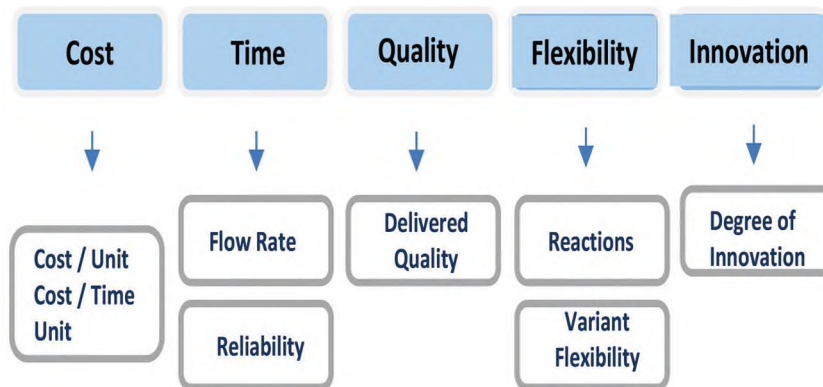 Cost
Time
Quality
Flexibility
Innovation
Cost / Unit
Cost / Time
Unit
Flow Rate
Reliability
Delivered
Quality
Reactions
Variant
Flexibility
Degree of
Innovation